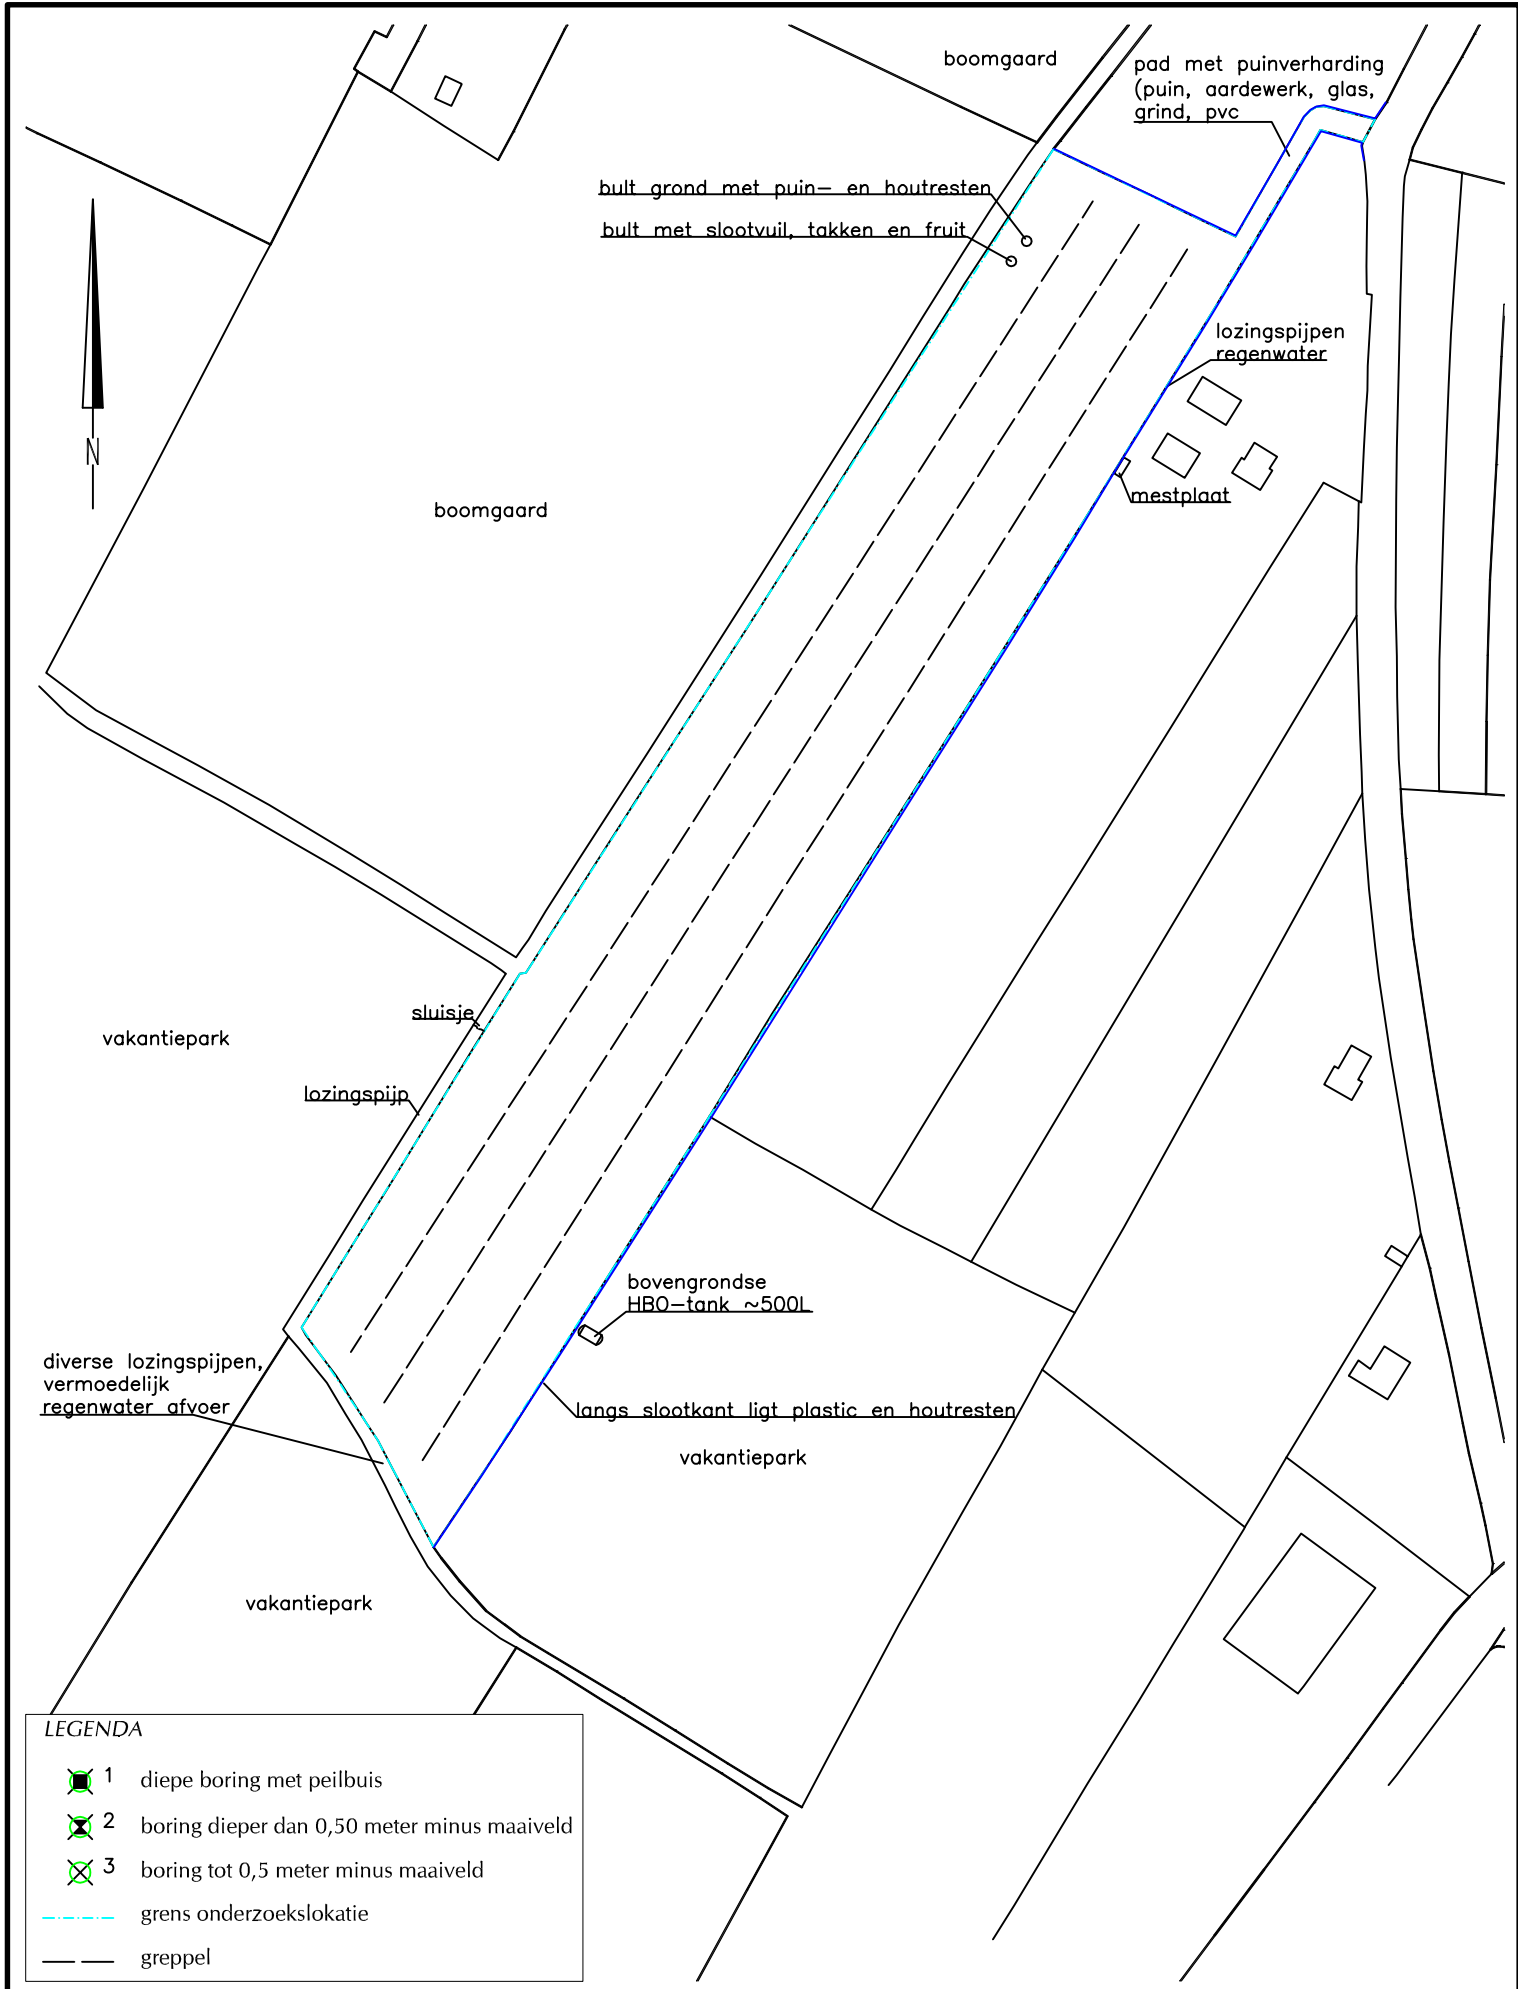 boomgaard
pad met puinverharding
(puin, aardewerk, glas,
grind, pvc
bult grond met puin- en houtresten
bult met slootvuil, takken en fruit
lozingspijpen
regenwater
N
mestplaat
boomgaard
sluisje
vakantiepark
lozingspijp
bovengrondse
HBO-tank ~500L
diverse lozingspijpen,
vermoedelijk
regenwater afvoer
langs slootkant ligt plastic en houtresten
vakantiepark
vakantiepark
LEGENDA
1 diepe boring met peilbuis
2 boring dieper dan 0,50 meter minus maaiveld
3 boring tot 0,5 meter minus maaiveld
grens onderzoekslokatie
greppel